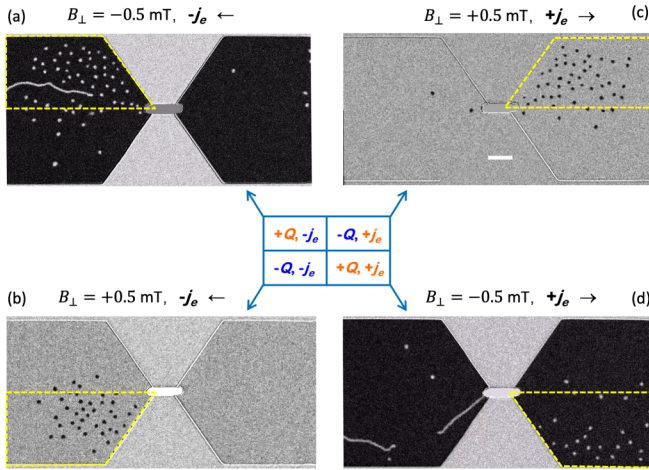 (a) B⊥ = −0.5 mT, -je ←
B⊥ = +0.5 mT, +je → (c)
+Q, -je -Q, +je
-Q, -je +Q, +je
(b) B⊥ = +0.5 mT, -je ←
B⊥ = −0.5 mT, +je → (d)